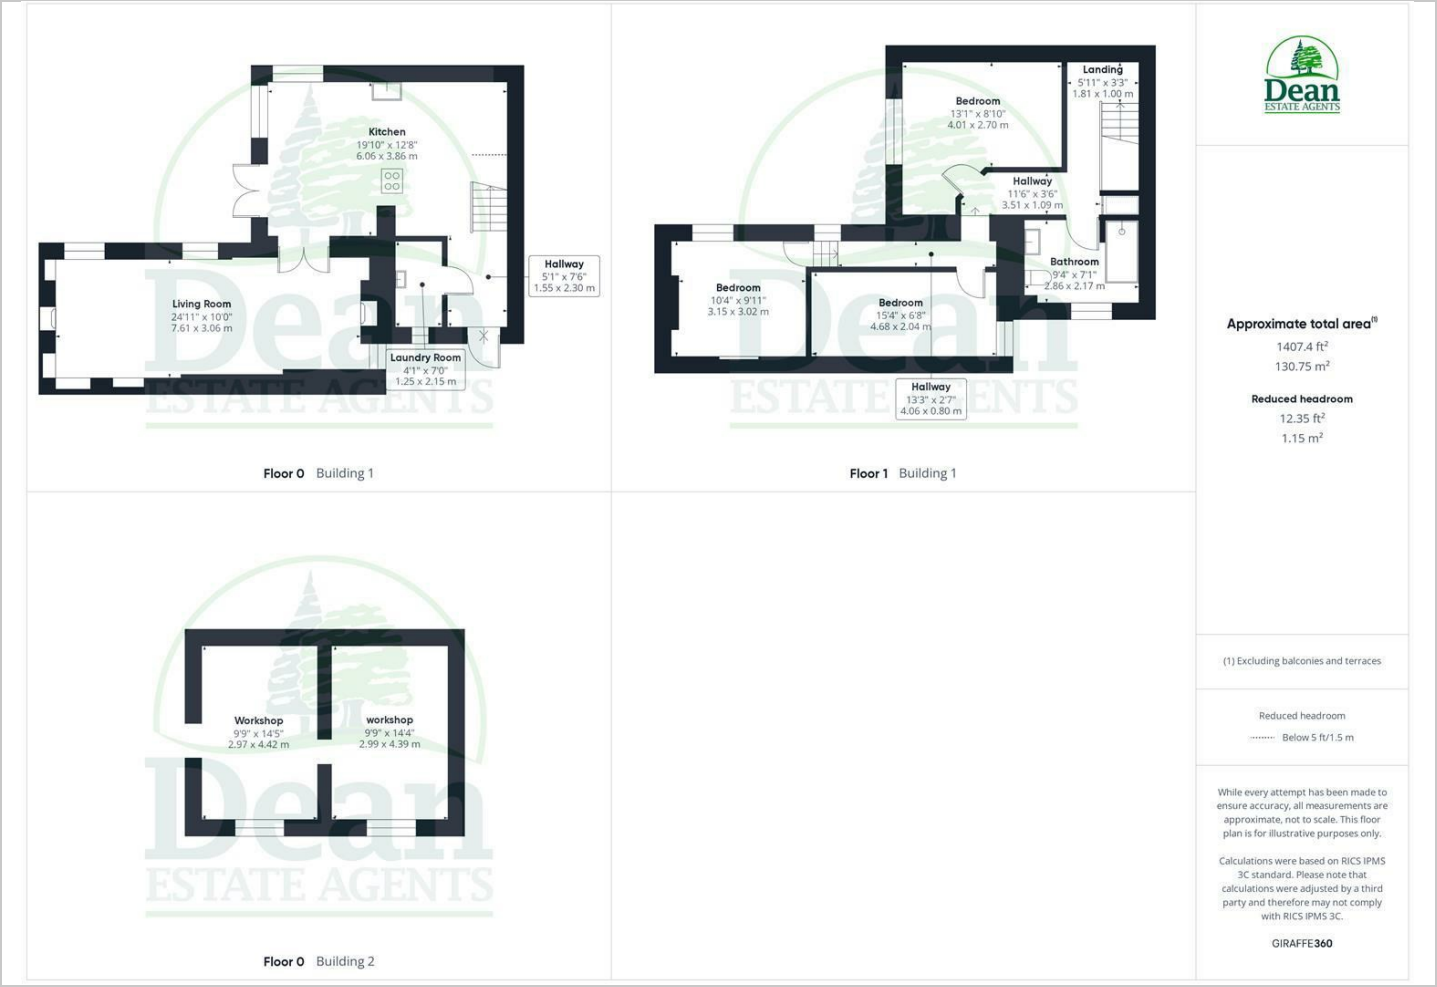 Kitchen
19'10" x 12'8"
6.06 x 3.86 m
Hallway
5'1" x 7'6"
1.55 x 2.30 m
Living Room
24'11" x 10'0"
7.61 x 3.06 m
Laundry Room
4'1" x 7'0"
1.25 x 2.15 m
Dean
ESTATE AGENTS
Floor 0 Building 1
Landing
5'11" x 3'3"
1.81 x 1.00 m
Bedroom
13'1" x 8'10"
4.01 x 2.70 m
Hallway
11'6" x 3'6"
3.51 x 1.09 m
Bathroom
9'4" x 7'1"
2.86 x 2.17 m
Bedroom
10'4" x 9'11"
3.15 x 3.02 m
Bedroom
15'4" x 6'8"
4.68 x 2.04 m
Hallway
13'3" x 2'7"
4.06 x 0.80 m
Dean
ESTATE AGENTS
Floor 1 Building 1
Workshop
9'9" x 14'5"
2.97 x 4.42 m
workshop
9'9" x 14'4"
2.99 x 4.39 m
Dean
ESTATE AGENTS
Floor 0 Building 2
Dean
ESTATE AGENTS
Approximate total area(1)
1407.4 ft²
130.75 m²
Reduced headroom
12.35 ft²
1.15 m²
(1) Excluding balconies and terraces
Reduced headroom
Below 5 ft/1.5 m
While every attempt has been made to
ensure accuracy, all measurements are
approximate, not to scale. This floor
plan is for illustrative purposes only.
Calculations were based on RICS IPMS
3C standard. Please note that
calculations were adjusted by a third
party and therefore may not comply
with RICS IPMS 3C.
GIRAFFE360